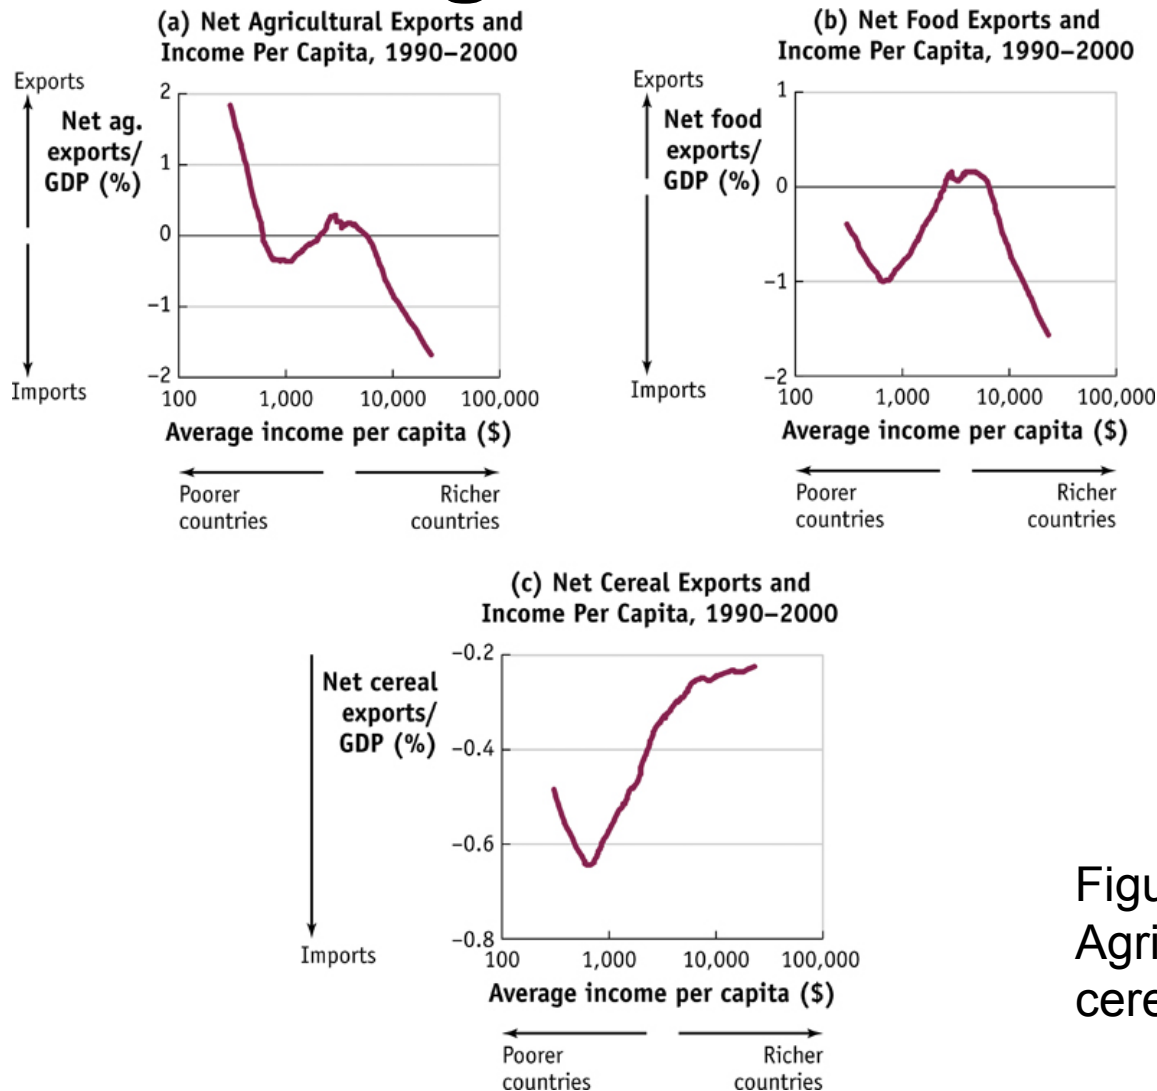 (a) Net Agricultural Exports and
Income Per Capita, 1990–2000
Exports
Net ag.
exports/
GDP (%)
2
1
0
−1
−2
Imports
100
1,000
10,000
100,000
Average income per capita ($)
Poorer
countries
Richer
countries
(b) Net Food Exports and
Income Per Capita, 1990–2000
Exports
Net food
exports/
GDP (%)
1
0
−1
−2
Imports
100
1,000
10,000
100,000
Average income per capita ($)
Poorer
countries
Richer
countries
(c) Net Cereal Exports and
Income Per Capita, 1990–2000
Net cereal
exports/
GDP (%)
−0.2
−0.4
−0.6
−0.8
Imports
100
1,000
10,000
100,000
Average income per capita ($)
Poorer
countries
Richer
countries
Figu
Agri
cere